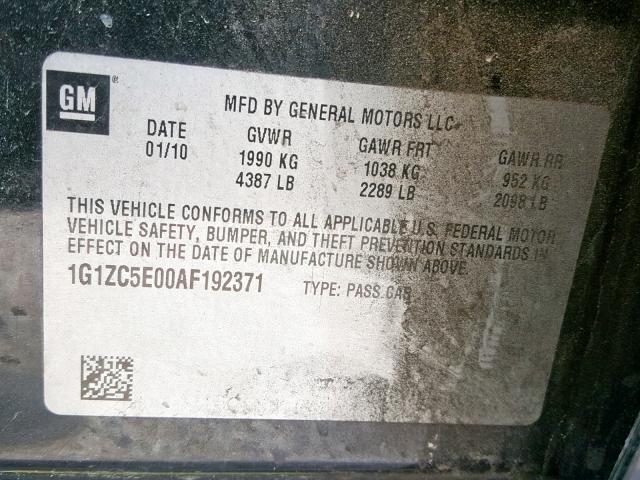 GM ®
MFD BY GENERAL MOTORS LLC
DATE GVWR GAWR FRT GAWR RR
01/10 1990 KG 1038 KG 952 KG
4387 LB 2289 LB 2098 LB
THIS VEHICLE CONFORMS TO ALL APPLICABLE U.S. FEDERAL MOTOR
VEHICLE SAFETY, BUMPER, AND THEFT PREVENTION STANDARDS IN
EFFECT ON THE DATE OF MANUFACTURE SHOWN ABOVE.
1G1ZC5E00AF192371 TYPE: PASS CAR